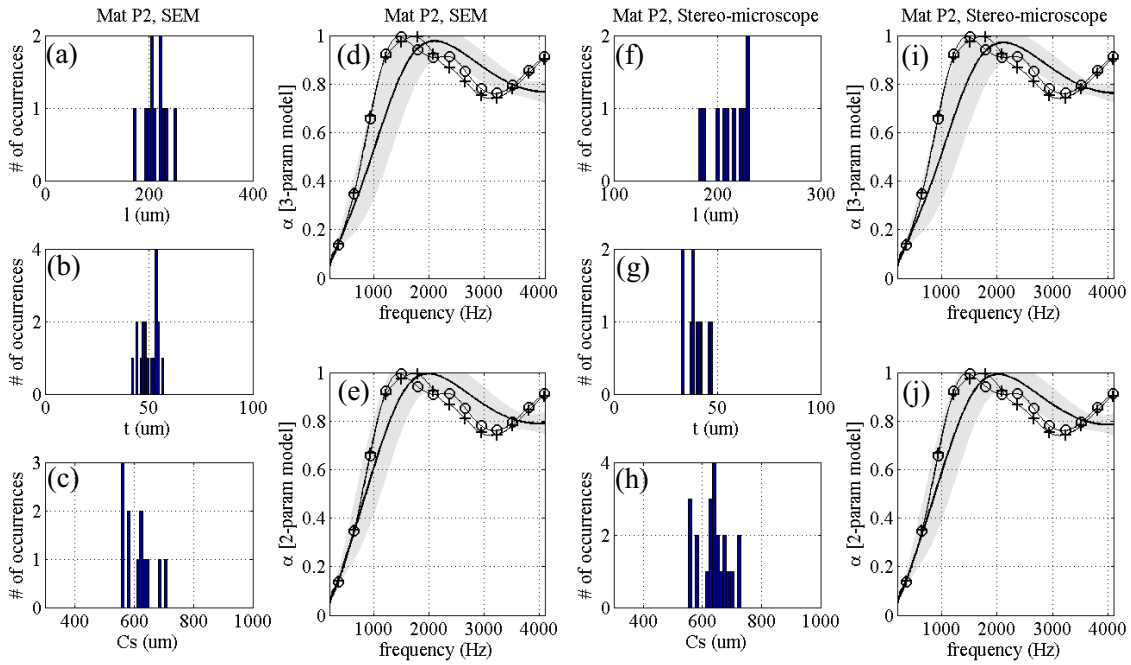 Mat P2, SEM
(a)
# of occurrences
2
1
0
0
200
400
l (um)
(b)
# of occurrences
4
2
0
0
50
100
t (um)
(c)
# of occurrences
3
2
1
0
400
600
800
1000
Cs (um)
Mat P2, SEM
(d)
α [3-param model]
1
0.8
0.6
0.4
0.2
0
1000
2000
3000
4000
frequency (Hz)
(e)
α [2-param model]
1
0.8
0.6
0.4
0.2
0
1000
2000
3000
4000
frequency (Hz)
Mat P2, Stereo-microscope
(f)
# of occurrences
2
1
0
100
200
300
l (um)
(g)
# of occurrences
2
1
0
0
50
100
t (um)
(h)
# of occurrences
4
2
0
400
600
800
1000
Cs (um)
Mat P2, Stereo-microscope
(i)
α [3-param model]
1
0.8
0.6
0.4
0.2
0
1000
2000
3000
4000
frequency (Hz)
(j)
α [2-param model]
1
0.8
0.6
0.4
0.2
0
1000
2000
3000
4000
frequency (Hz)